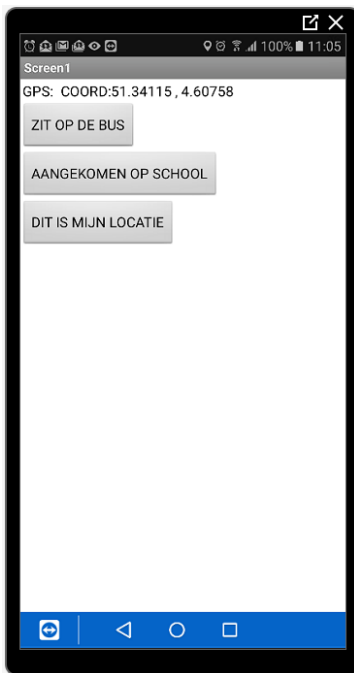 100% 11:05
Screen1
GPS: COORD:51.34115 , 4.60758
ZIT OP DE BUS
AANGEKOMEN OP SCHOOL
DIT IS MIJN LOCATIE